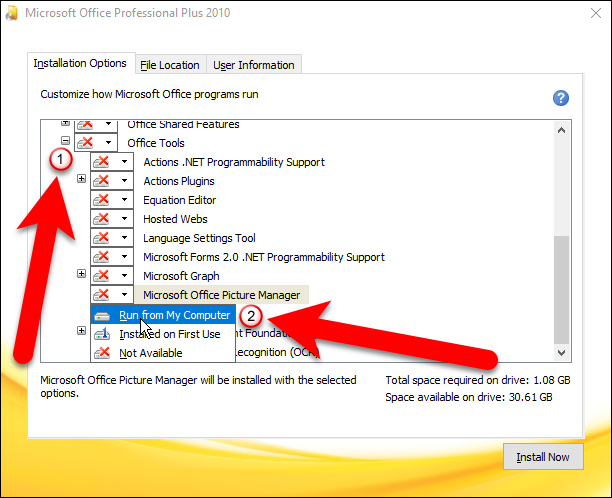 Microsoft Office Professional Plus 2010
Installation Options File Location User Information
Customize how Microsoft Office programs run
Office Shared Features
Office Tools
1
Actions .NET Programmability Support
Actions Plugins
Equation Editor
Hosted Webs
Language Settings Tool
Microsoft Forms 2.0 .NET Programmability Support
Microsoft Graph
Microsoft Office Picture Manager
Run from My Computer 2
Installed on First Use nt Foundat
Not Available ecognition (OCR)
Microsoft Office Picture Manager will be installed with the selected
options.
Total space required on drive: 1.08 GB
Space available on drive: 30.61 GB
Install Now